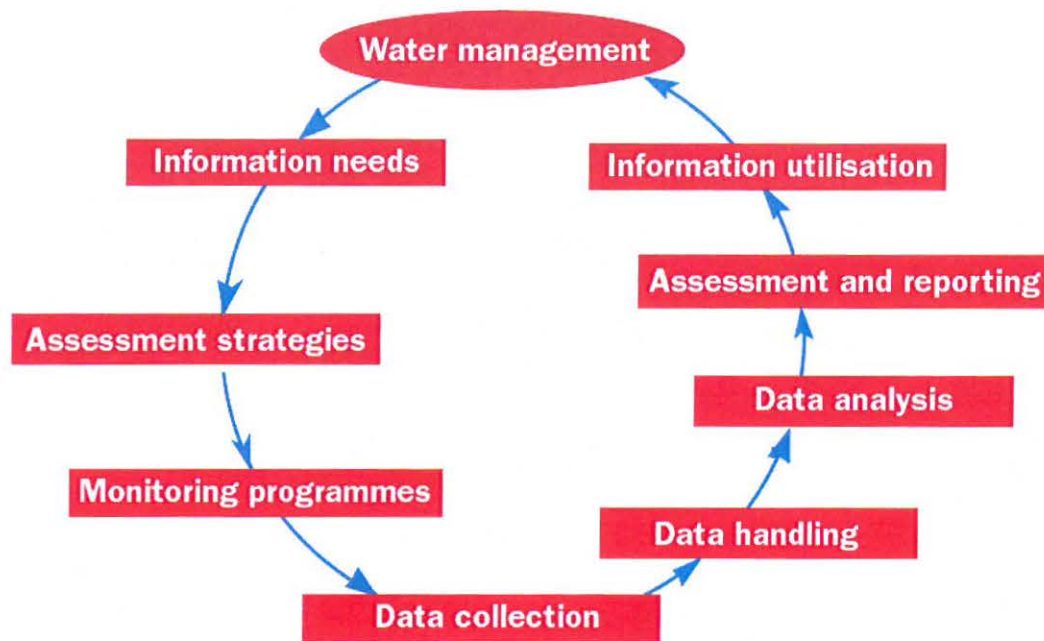 Water management
Information needs
Assessment strategies
Monitoring programmes
Data collection
Data handling
Data analysis
Assessment and reporting
Information utilisation